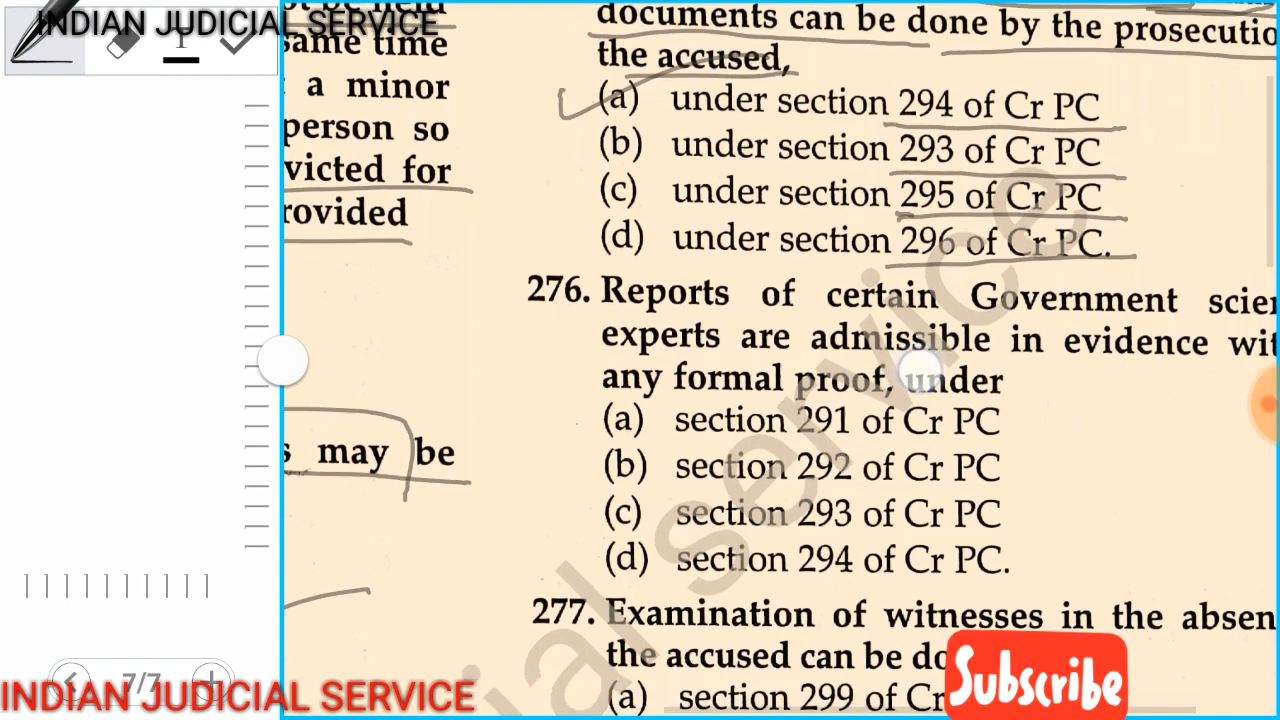 INDIAN JUDICIAL SERVICE
same time
a minor
person so
victed for
rovided
may be
documents can be done by the prosecutio
the accused,
(a) under section 294 of Cr PC
(b) under section 293 of Cr PC
(c) under section 295 of Cr PC
(d) under section 296 of Cr PC.
276. Reports of certain Government scie
experts are admissible in evidence wit
any formal proof, under
(a) section 291 of Cr PC
(b) section 292 of Cr PC
(c) section 293 of Cr PC
(d) section 294 of Cr PC.
277. Examination of witnesses in the absen
the accused can be do
(a) section 299 of Cr
Subscribe
7/7
INDIAN JUDICIAL SERVICE
ial service